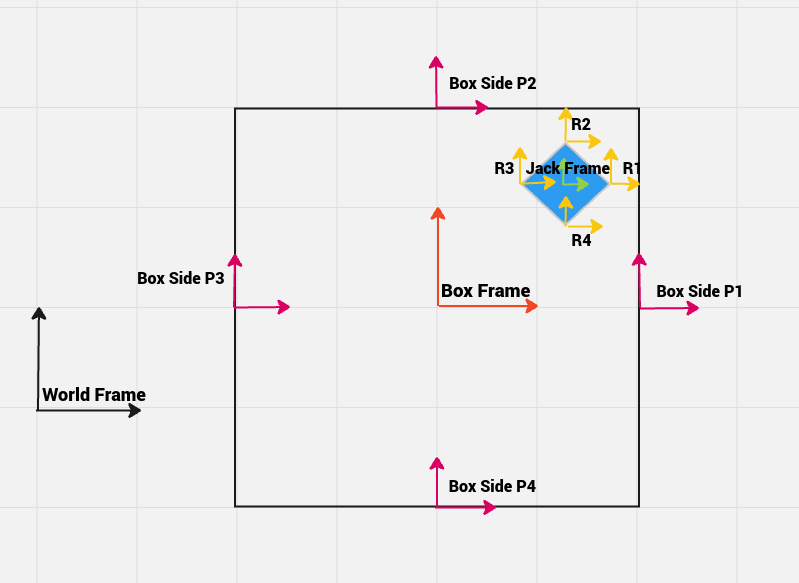 Box Side P2
R2
R3
Jack Frame
R1
R4
Box Side P3
Box Frame
Box Side P1
World Frame
Box Side P4